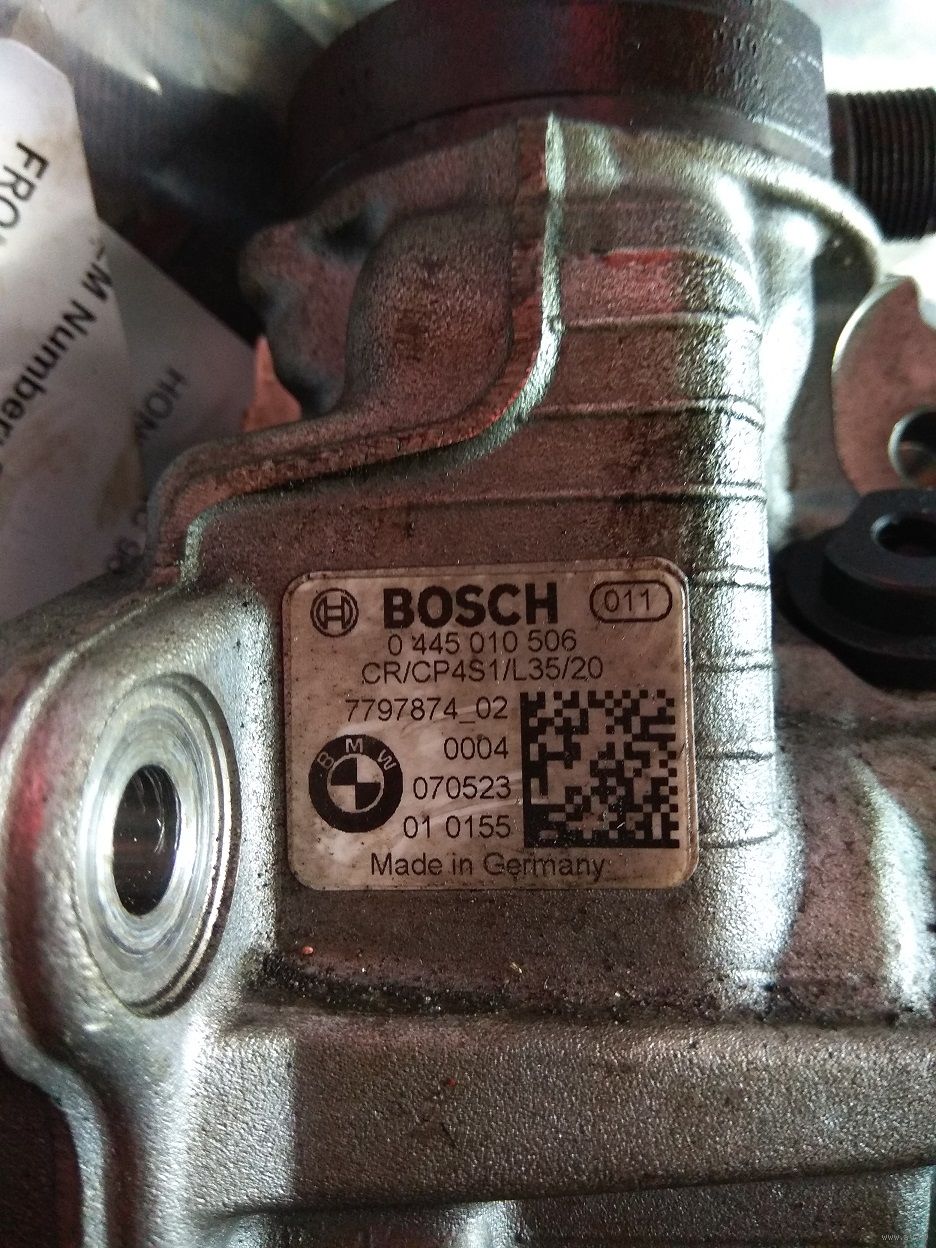 BOSCH 011
0 445 010 506
CR/CP4S1/L35/20
7797874_02
BMW 0004
070523
01 0155
Made in Germany
M Number